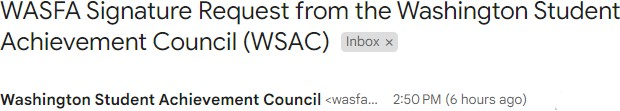 WASFA Signature Request from the Washington Student
Achievement Council (WSAC) Inbox ×
Washington Student Achievement Council <wasfa... 2:50 PM (6 hours ago)